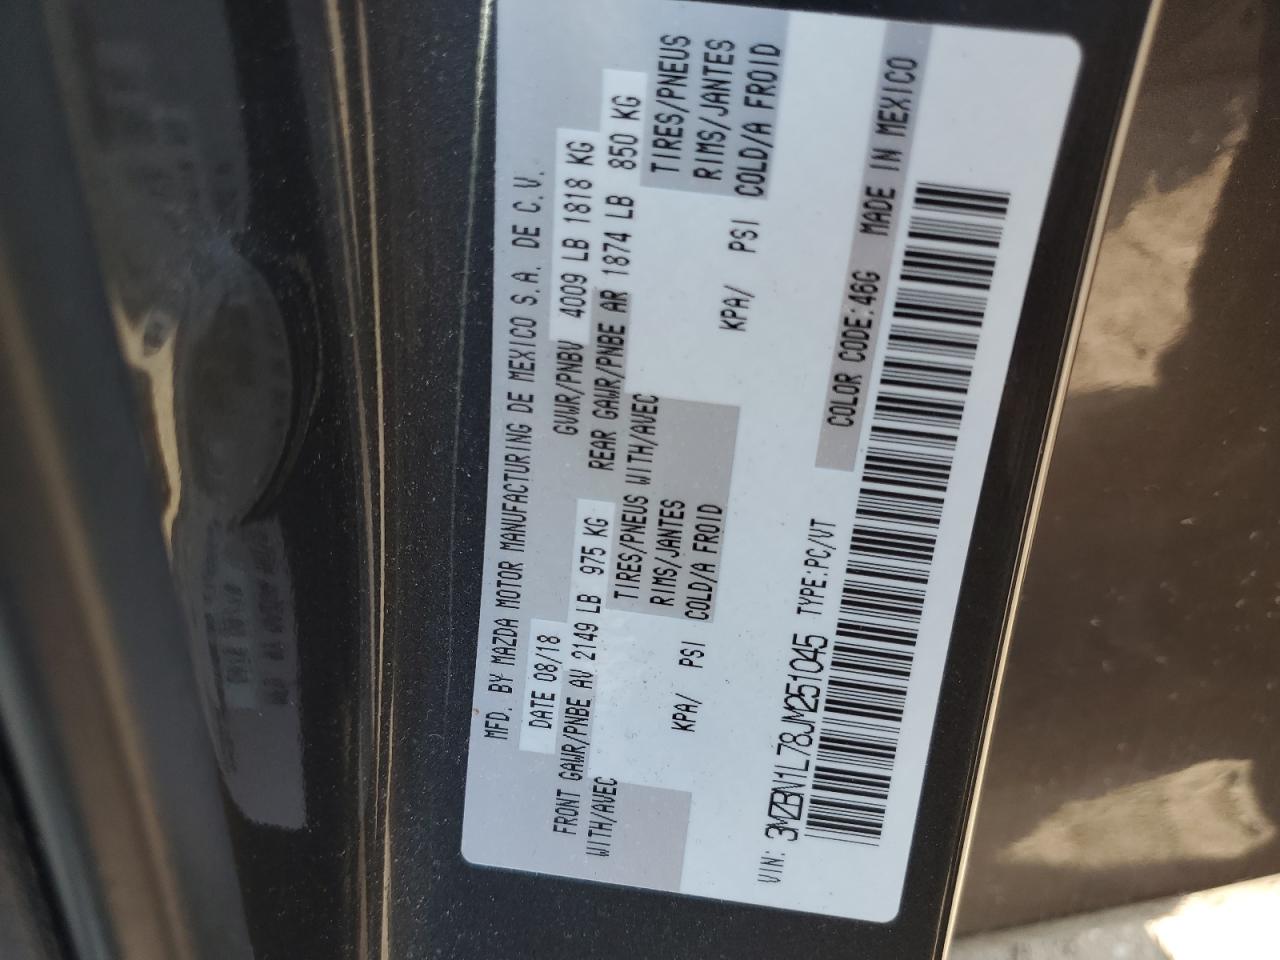 MFD. BY MAZDA MOTOR MANUFACTURING DE MEXICO S.A. DE C.V.
DATE 08/18 GVWR/PNBV 4009 LB 1818 KG
FRONT GAWR/PNBE AV 2149 LB 975 KG REAR GAWR/PNBE AR 1874 LB 850 KG
WITH/AVEC TIRES/PNEUS WITH/AVEC TIRES/PNEUS
RIMS/JANTES RIMS/JANTES
KPA/ PSI COLD/A FROID KPA/ PSI COLD/A FROID
COLOR CODE:46G MADE IN MEXICO
VIN: 3MZBN1L78JM251045 TYPE:PC/VT